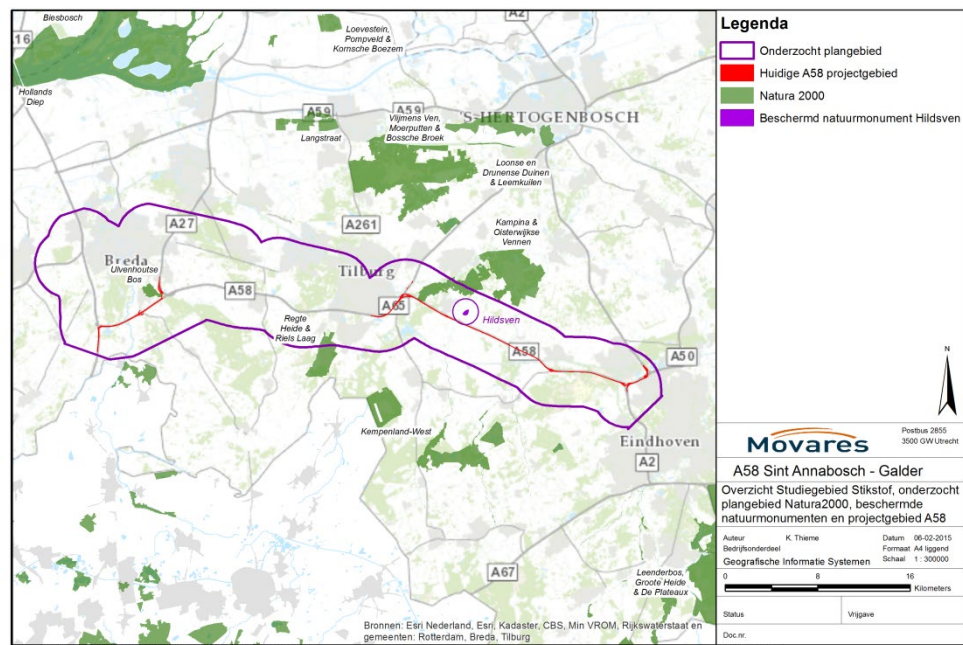 Biesbosch
16
Hollands
Diep
Loevestein,
Pompveld &
Kornsche Boezem
A2
A59
A59
Langstraat
Vlijmens Ven,
Moerputten &
Bossche Broek
'S-HERTOGENBOSCH
Loonse en
Drunense Duinen
& Leemkuilen
A27
A261
Kampina &
Oisterwijkse
Vennen
Breda
Ulvenhoutse
Bos
Tilburg
A58
A65
Hildsven
Regte
Heide &
Riels Laag
A58
A50
Kempenland-West
Eindhoven
A2
A67
Leenderbos,
Groote Heide
& De Plateaux
Bronnen: Esri Nederland, Esri, Kadaster, CBS, Min VROM, Rijkswaterstaat en
gemeenten: Rotterdam, Breda, Tilburg
Legenda
Onderzocht plangebied
Huidige A58 projectgebied
Natura 2000
Beschermd natuurmonument Hildsven
N
Movares
Postbus 2855
3500 GW Utrecht
A58 Sint Annabosch - Galder
Overzicht Studiegebied Stikstof, onderzocht
plangebied Natura2000, beschermde
natuurmonumenten en projectgebied A58
Auteur K. Thieme Datum 06-02-2015
Bedrijfsonderdeel Formaat A4 liggend
Geografische Informatie Systemen Schaal 1 : 300000
0 8 16
Kilometers
Status Vrijgave
Doc.nr.